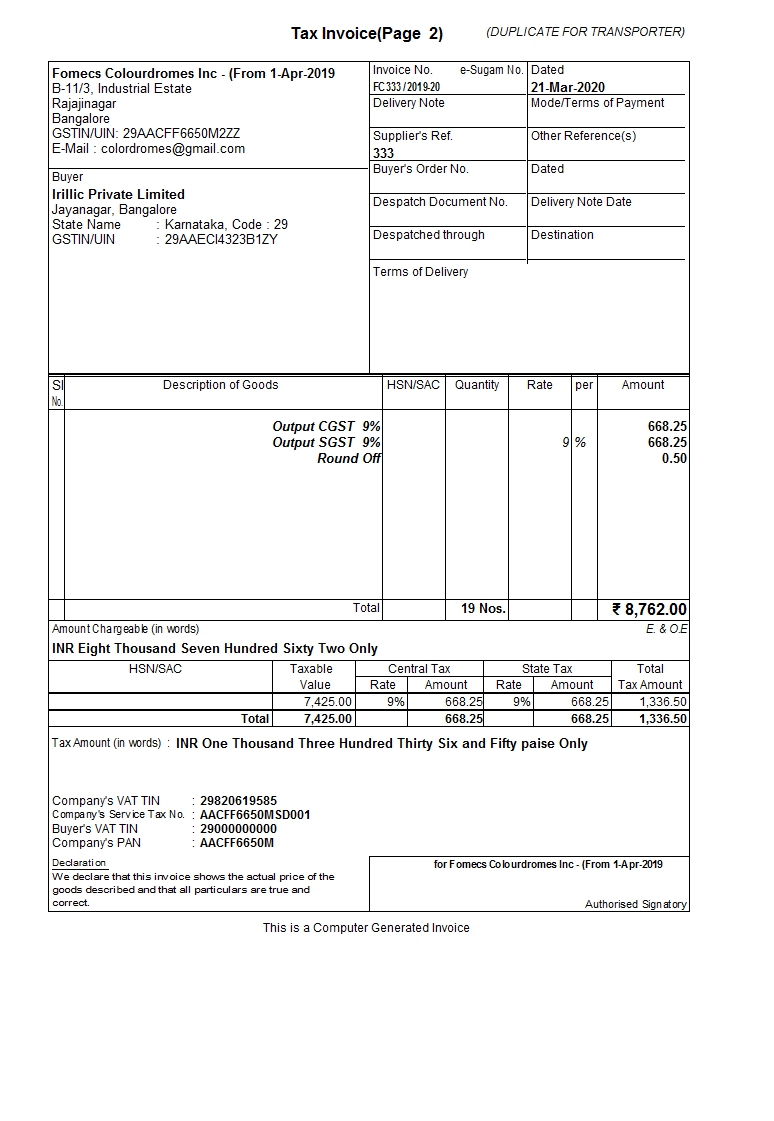 Tax Invoice(Page 2)
(DUPLICATE FOR TRANSPORTER)
Fomecs Colourdromes Inc - (From 1-Apr-2019
B-11/3, Industrial Estate
Rajajinagar
Bangalore
GSTIN/UIN: 29AACFF6650M2ZZ
E-Mail : colordromes@gmail.com
Invoice No. e-Sugam No. Dated
FC 333 / 2019-20 21-Mar-2020
Delivery Note Mode/Terms of Payment
Supplier's Ref. Other Reference(s)
333
Buyer
Irillic Private Limited
Jayanagar, Bangalore
State Name : Karnataka, Code : 29
GSTIN/UIN : 29AAECI4323B1ZY
Buyer's Order No. Dated
Despatch Document No. Delivery Note Date
Despatched through Destination
Terms of Delivery
Sl Description of Goods HSN/SAC Quantity Rate per Amount
No.
Output CGST 9% 668.25
Output SGST 9% 9 % 668.25
Round Off 0.50
Total 19 Nos. ₹ 8,762.00
Amount Chargeable (in words) E. & O.E
INR Eight Thousand Seven Hundred Sixty Two Only
HSN/SAC Taxable Central Tax State Tax Total
Value Rate Amount Rate Amount Tax Amount
7,425.00 9% 668.25 9% 668.25 1,336.50
Total 7,425.00 668.25 668.25 1,336.50
Tax Amount (in words) : INR One Thousand Three Hundred Thirty Six and Fifty paise Only
Company's VAT TIN : 29820619585
Company's Service Tax No. : AACFF6650MSD001
Buyer's VAT TIN : 29000000000
Company's PAN : AACFF6650M
Declaration
We declare that this invoice shows the actual price of the
goods described and that all particulars are true and
correct.
for Fomecs Colourdromes Inc - (From 1-Apr-2019
Authorised Signatory
This is a Computer Generated Invoice